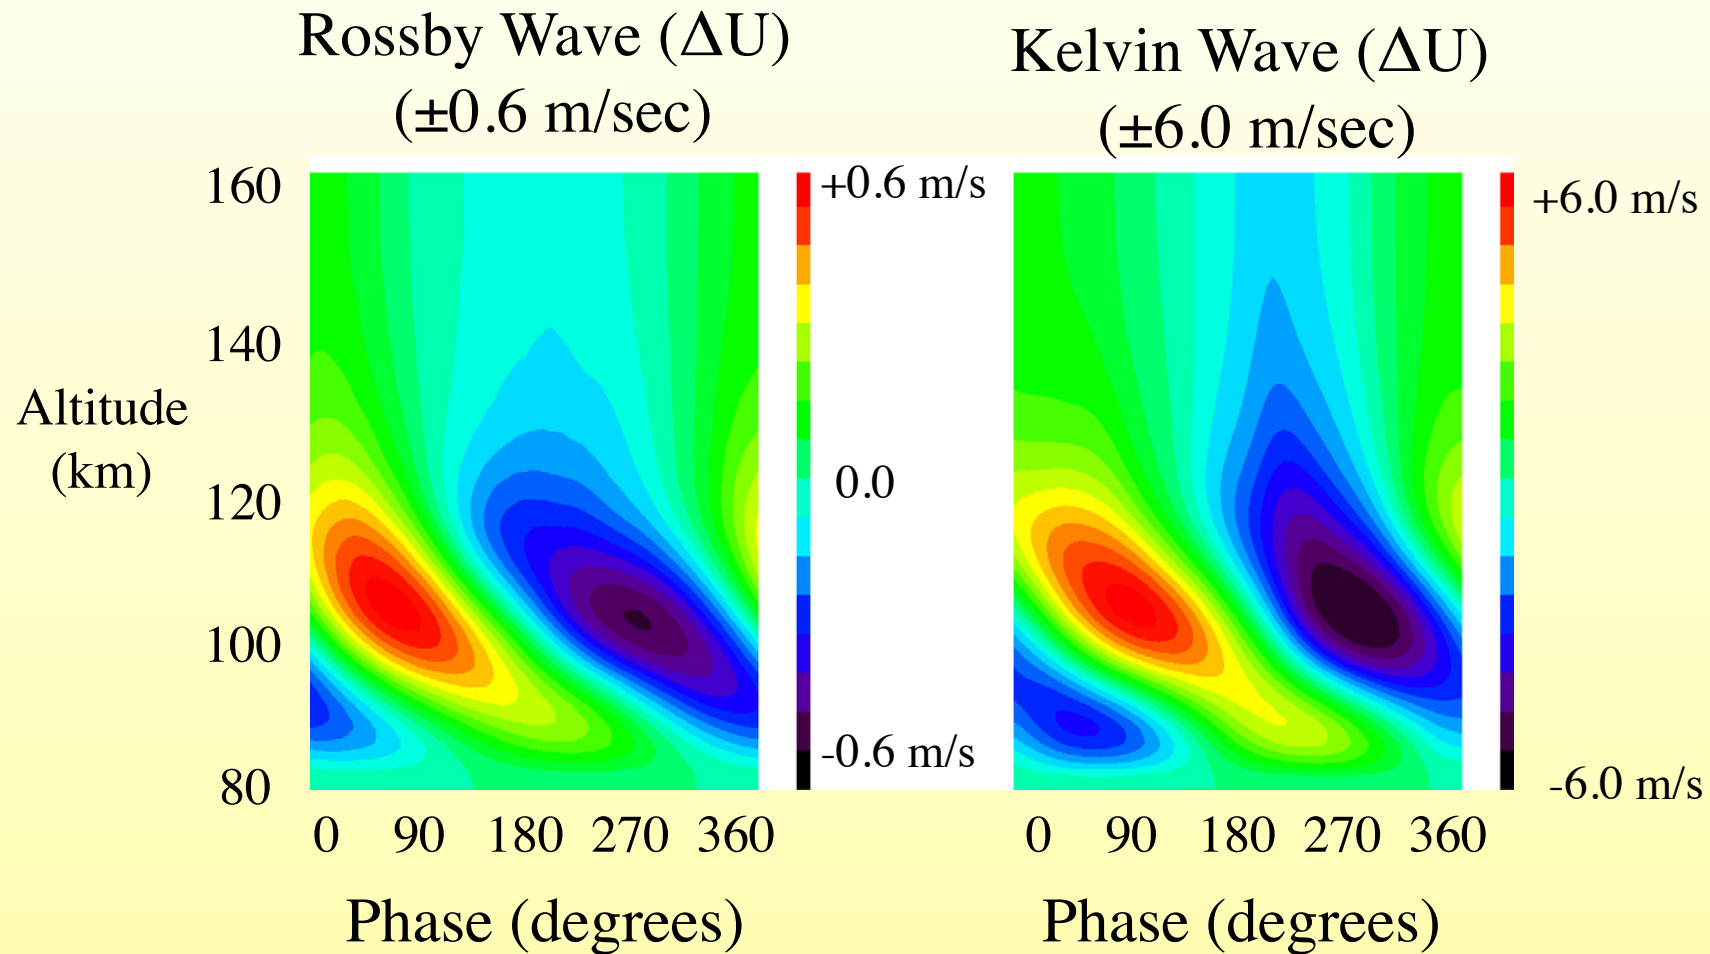 Rossby Wave (ΔU)
(±0.6 m/sec)
Kelvin Wave (ΔU)
(±6.0 m/sec)
Altitude
(km)
160
140
120
100
80
+0.6 m/s
0.0
-0.6 m/s
+6.0 m/s
-6.0 m/s
0 90 180 270 360
Phase (degrees)
0 90 180 270 360
Phase (degrees)